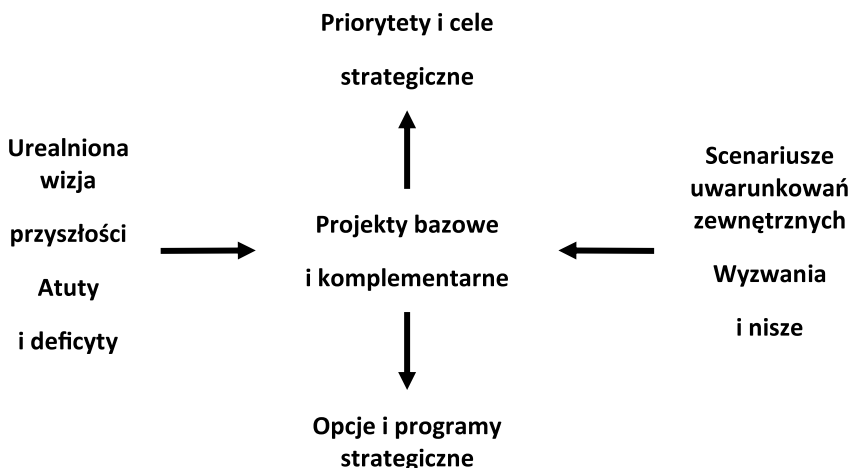 Priorytety i cele
strategiczne
Urealniona
wizja
przyszłości
Atuty
i deficyty
Projekty bazowe
i komplementarne
Scenariusze
uwarunkowań
zewnętrznych
Wyzwania
i nisze
Opcje i programy
strategiczne